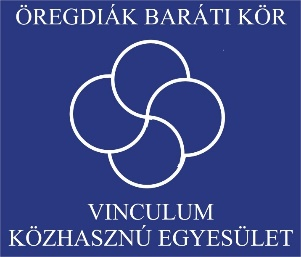 ÖREGDIÁK BARÁTI KÖR
VINCULUM
KÖZHASZNÚ EGYESÜLET